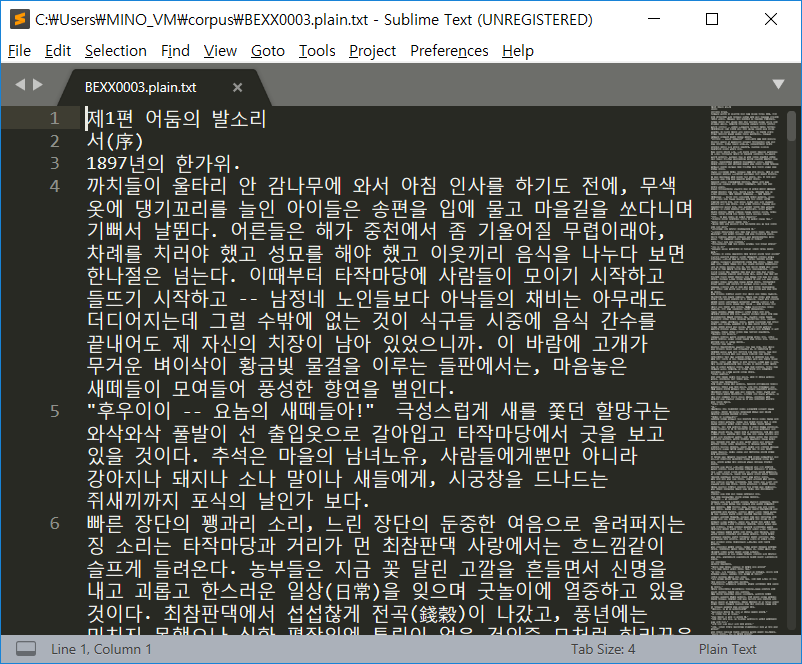 C:₩Users₩MINO_VM₩corpus₩BEXX0003.plain.txt - Sublime Text (UNREGISTERED)
File Edit Selection Find View Goto Tools Project Preferences Help
BEXX0003.plain.txt
1 제1편 어둠의 발소리
2 서(序)
3 1897년의 한가위.
4 까치들이 울타리 안 감나무에 와서 아침 인사를 하기도 전에, 무색
옷에 댕기꼬리를 늘인 아이들은 송편을 입에 물고 마을길을 쏘다니며
기뻐서 날뛴다. 어른들은 해가 중천에서 좀 기울어질 무렵이래야,
차례를 치러야 했고 성묘를 해야 했고 이웃끼리 음식을 나누다 보면
한나절은 넘는다. 이때부터 타작마당에 사람들이 모이기 시작하고
들뜨기 시작하고 -- 남정네 노인들보다 아낙들의 채비는 아무래도
더디어지는데 그럴 수밖에 없는 것이 식구들 시중에 음식 간수를
끝내어도 제 자신의 치장이 남아 있었으니까. 이 바람에 고개가
무거운 벼이삭이 황금빛 물결을 이루는 들판에서는, 마음놓은
새떼들이 모여들어 풍성한 향연을 벌인다.
5 "후우이이 -- 요놈의 새떼들아!"  극성스럽게 새를 쫓던 할망구는
와삭와삭 풀발이 선 출입옷으로 갈아입고 타작마당에서 굿을 보고
있을 것이다. 추석은 마을의 남녀노유, 사람들에게뿐만 아니라
강아지나 돼지나 소나 말이나 새들에게, 시궁창을 드나드는
쥐새끼까지 포식의 날인가 보다.
6 빠른 장단의 꽹과리 소리, 느린 장단의 둔중한 여음으로 울려퍼지는
징 소리는 타작마당과 거리가 먼 최참판댁 사랑에서는 흐느낌같이
슬프게 들려온다. 농부들은 지금 꽃 달린 고깔을 흔들면서 신명을
내고 괴롭고 한스러운 일상(日常)을 잊으며 굿놀이에 열중하고 있을
것이다. 최참판댁에서 섭섭잖게 전곡(錢穀)이 나갔고, 풍년에는
Line 1, Column 1 Tab Size: 4 Plain Text